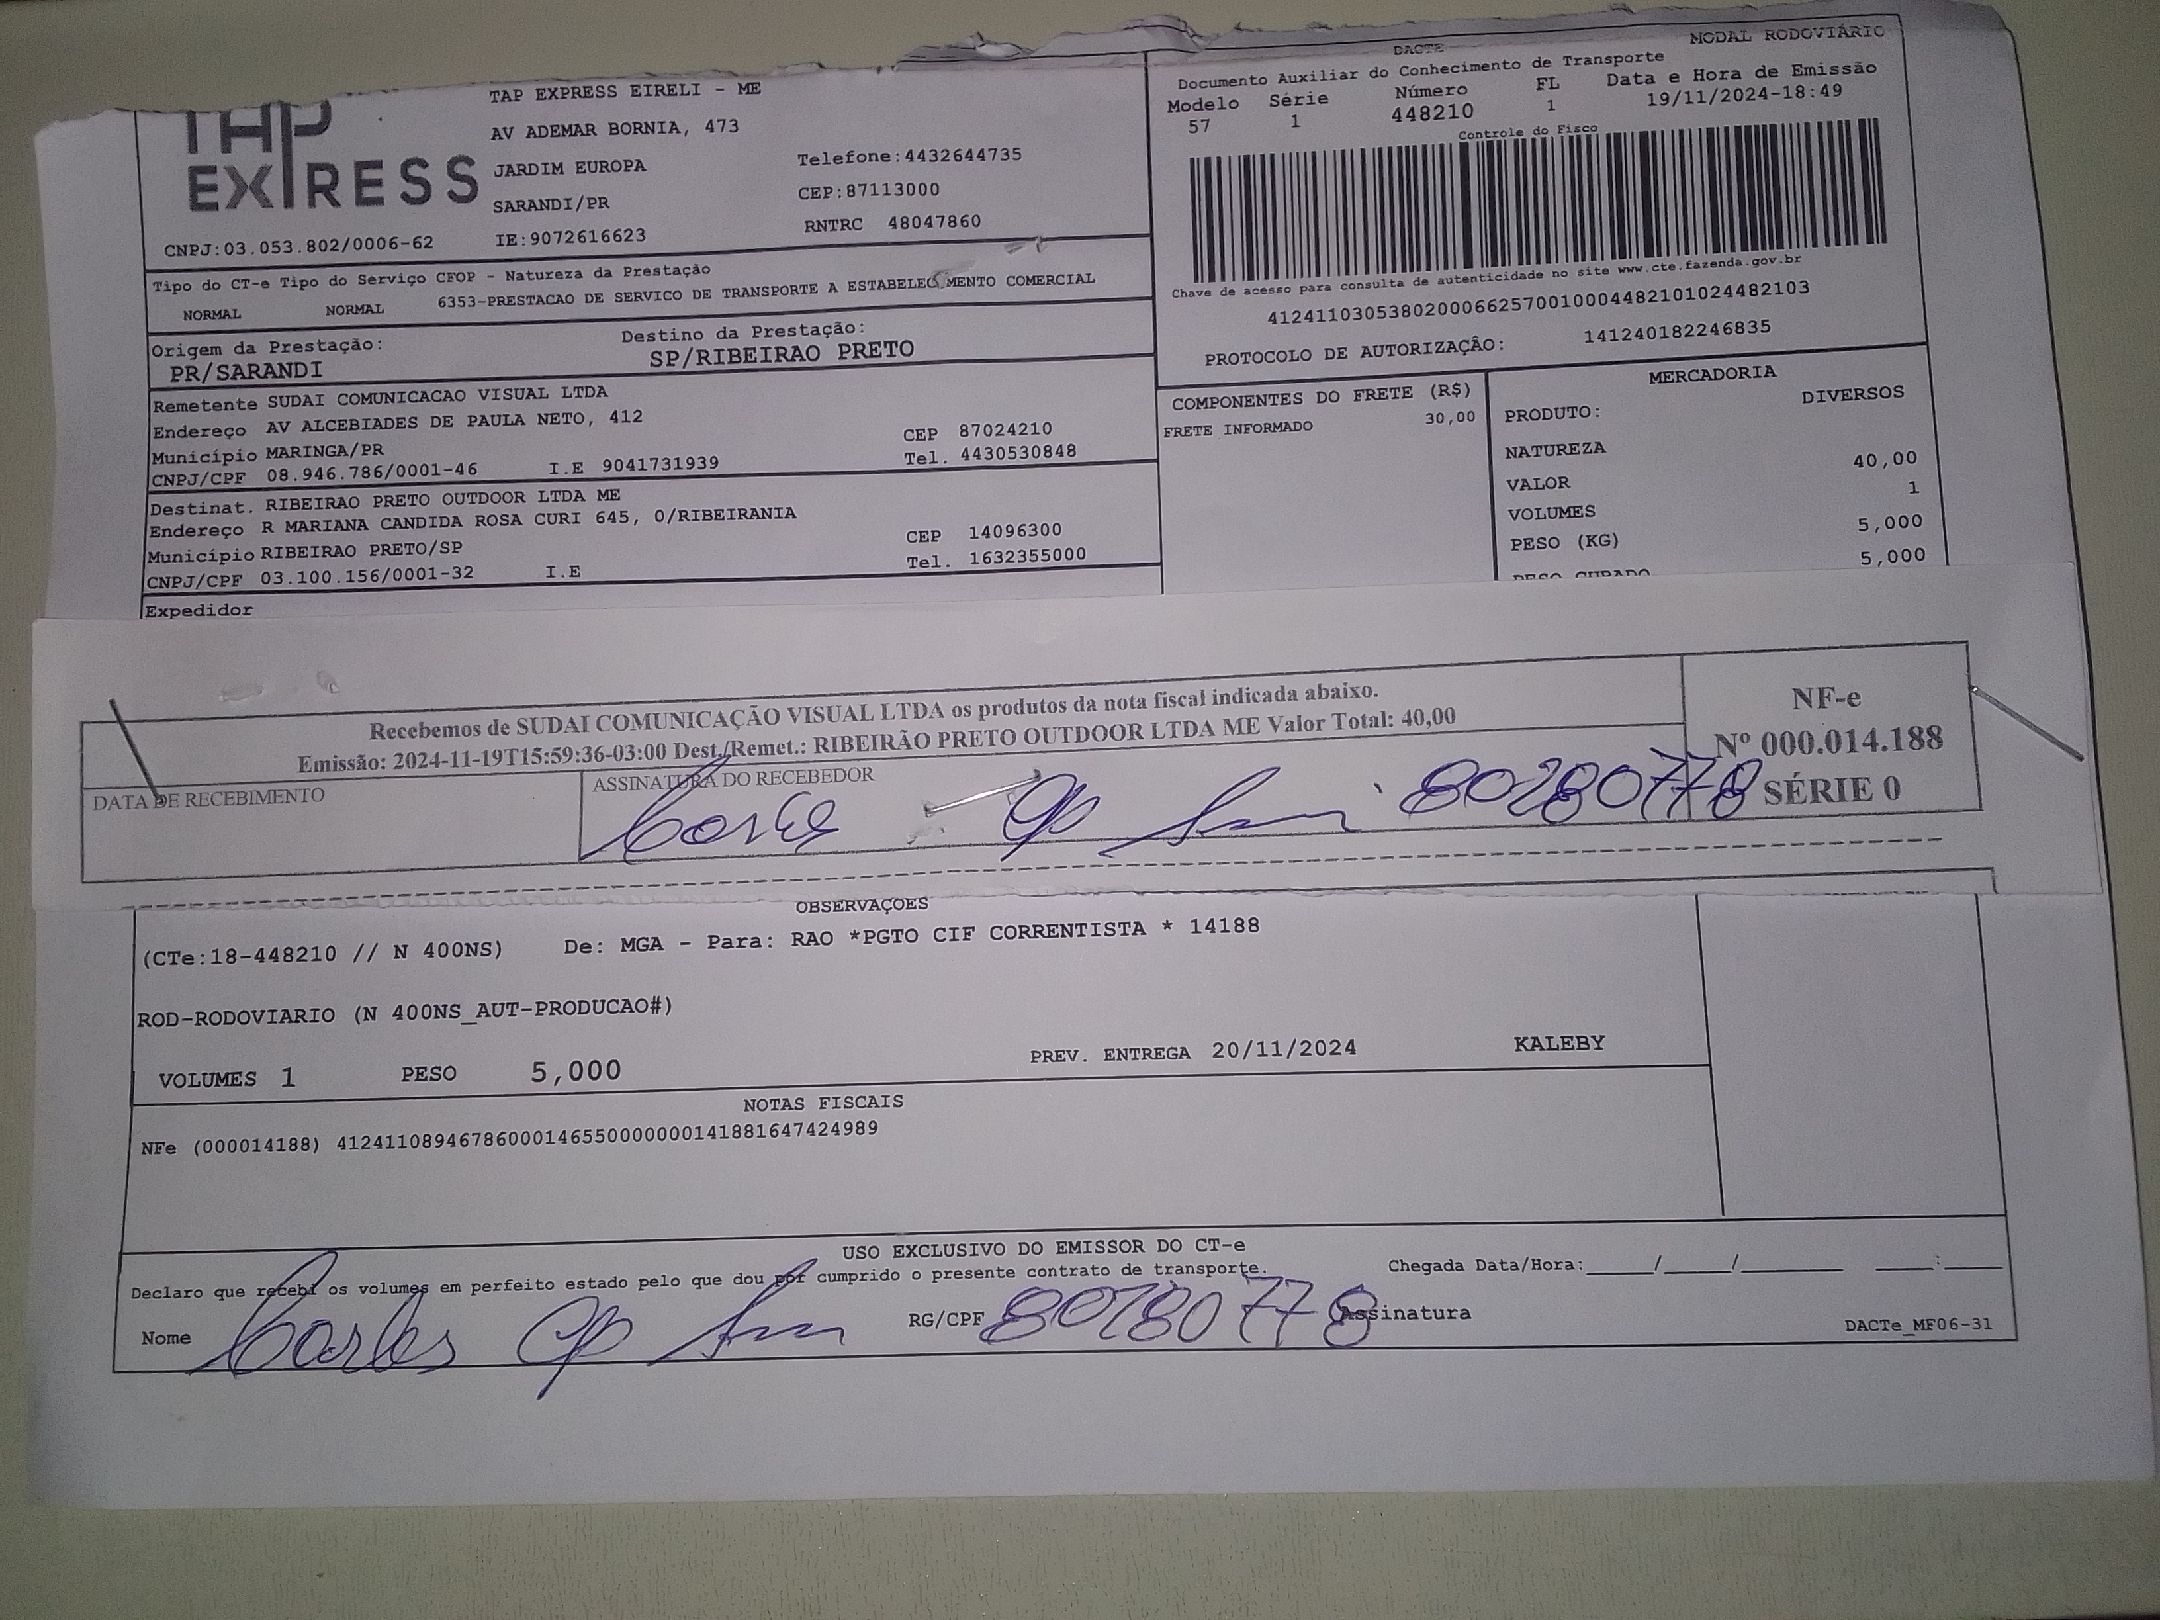 TAP
EXPRESS
TAP EXPRESS EIRELI - ME
AV ADEMAR BORNIA, 473
JARDIM EUROPA Telefone:4432644735
SARANDI/PR CEP:87113000
CNPJ:03.053.802/0006-62 IE:9072616623 RNTRC 48047860
DACTE MODAL RODOVIÁRIO
Documento Auxiliar do Conhecimento de Transporte
Modelo Série Número FL Data e Hora de Emissão
57 1 448210 1 19/11/2024-18:49
Controle do Fisco
Chave de acesso para consulta de autenticidade no site www.cte.fazenda.gov.br
41241103053802000662570010004482101024482103
PROTOCOLO DE AUTORIZAÇÃO: 141240182246835
Tipo do CT-e Tipo do Serviço CFOP - Natureza da Prestação
NORMAL NORMAL 6353-PRESTACAO DE SERVICO DE TRANSPORTE A ESTABELECIMENTO COMERCIAL
Origem da Prestação: Destino da Prestação:
PR/SARANDI SP/RIBEIRAO PRETO
Remetente SUDAI COMUNICACAO VISUAL LTDA
Endereço AV ALCEBIADES DE PAULA NETO, 412
Município MARINGA/PR CEP 87024210
CNPJ/CPF 08.946.786/0001-46 I.E 9041731939 Tel. 4430530848
Destinat. RIBEIRAO PRETO OUTDOOR LTDA ME
Endereço R MARIANA CANDIDA ROSA CURI 645, 0/RIBEIRANIA
Município RIBEIRAO PRETO/SP CEP 14096300
CNPJ/CPF 03.100.156/0001-32 I.E Tel. 1632355000
Expedidor
COMPONENTES DO FRETE (R$)
FRETE INFORMADO 30,00
MERCADORIA
PRODUTO: DIVERSOS
NATUREZA
VALOR 40,00
VOLUMES 1
PESO (KG) 5,000
PESO CUBADO 5,000
Recebemos de SUDAI COMUNICAÇÃO VISUAL LTDA os produtos da nota fiscal indicada abaixo.
Emissão: 2024-11-19T15:59:36-03:00 Dest./Remet.: RIBEIRÃO PRETO OUTDOOR LTDA ME Valor Total: 40,00
DATA DE RECEBIMENTO ASSINATURA DO RECEBEDOR
Carlos 80280778
NF-e
Nº 000.014.188
SÉRIE 0
OBSERVAÇOES
(CTe:18-448210 // N 400NS) De: MGA - Para: RAO *PGTO CIF CORRENTISTA * 14188
ROD-RODOVIARIO (N 400NS_AUT-PRODUCAO#)
VOLUMES 1 PESO 5,000 PREV. ENTREGA 20/11/2024 KALEBY
NOTAS FISCAIS
NFe (000014188) 41241108946786000146550000000141881647424989
USO EXCLUSIVO DO EMISSOR DO CT-e
Declaro que recebi os volumes em perfeito estado pelo que dou por cumprido o presente contrato de transporte. Chegada Data/Hora:_____/_____/________ _____:_____
Nome Carlos RG/CPF 80280778 Assinatura
DACTe_MF06-31